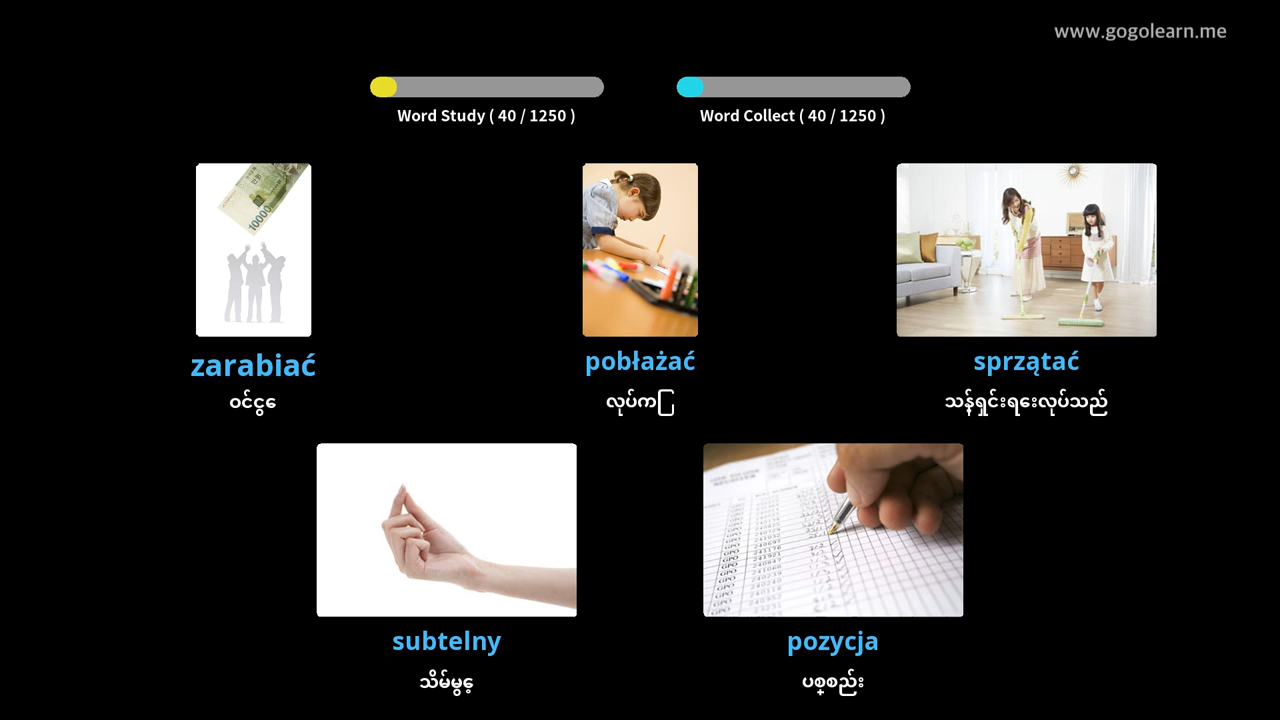 www.gogolearn.me
Word Study ( 40 / 1250 )
Word Collect ( 40 / 1250 )
10000
zarabiać
ဝင်ငွေ
pobłażać
လုပ်ကြ
sprzątać
သန့်ရှင်းရေးလုပ်သည်
subtelny
သိမ်မွေ့
pozycja
ပစ္စည်း